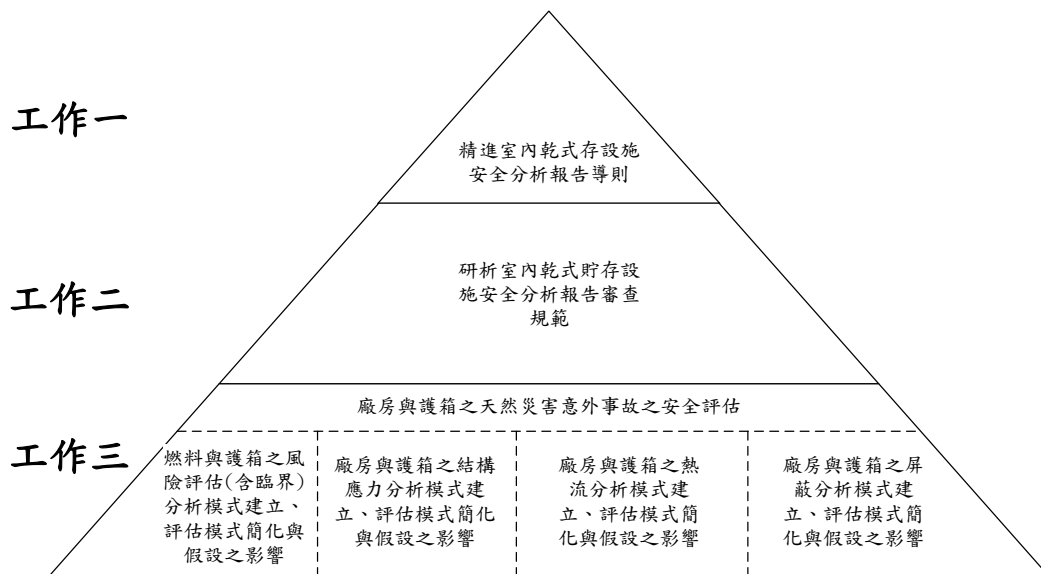 工作一
精進室內乾式存設施
安全分析報告導則
工作二
研析室內乾式貯存設
施安全分析報告審查
規範
廠房與護箱之天然災害意外事故之安全評估
工作三
燃料與護箱之風
險評估(含臨界)
分析模式建立、
評估模式簡化與
假設之影響
廠房與護箱之結構
應力分析模式建
立、評估模式簡化
與假設之影響
廠房與護箱之熱
流分析模式建
立、評估模式簡
化與假設之影響
廠房與護箱之屏
蔽分析模式建
立、評估模式簡
化與假設之影響